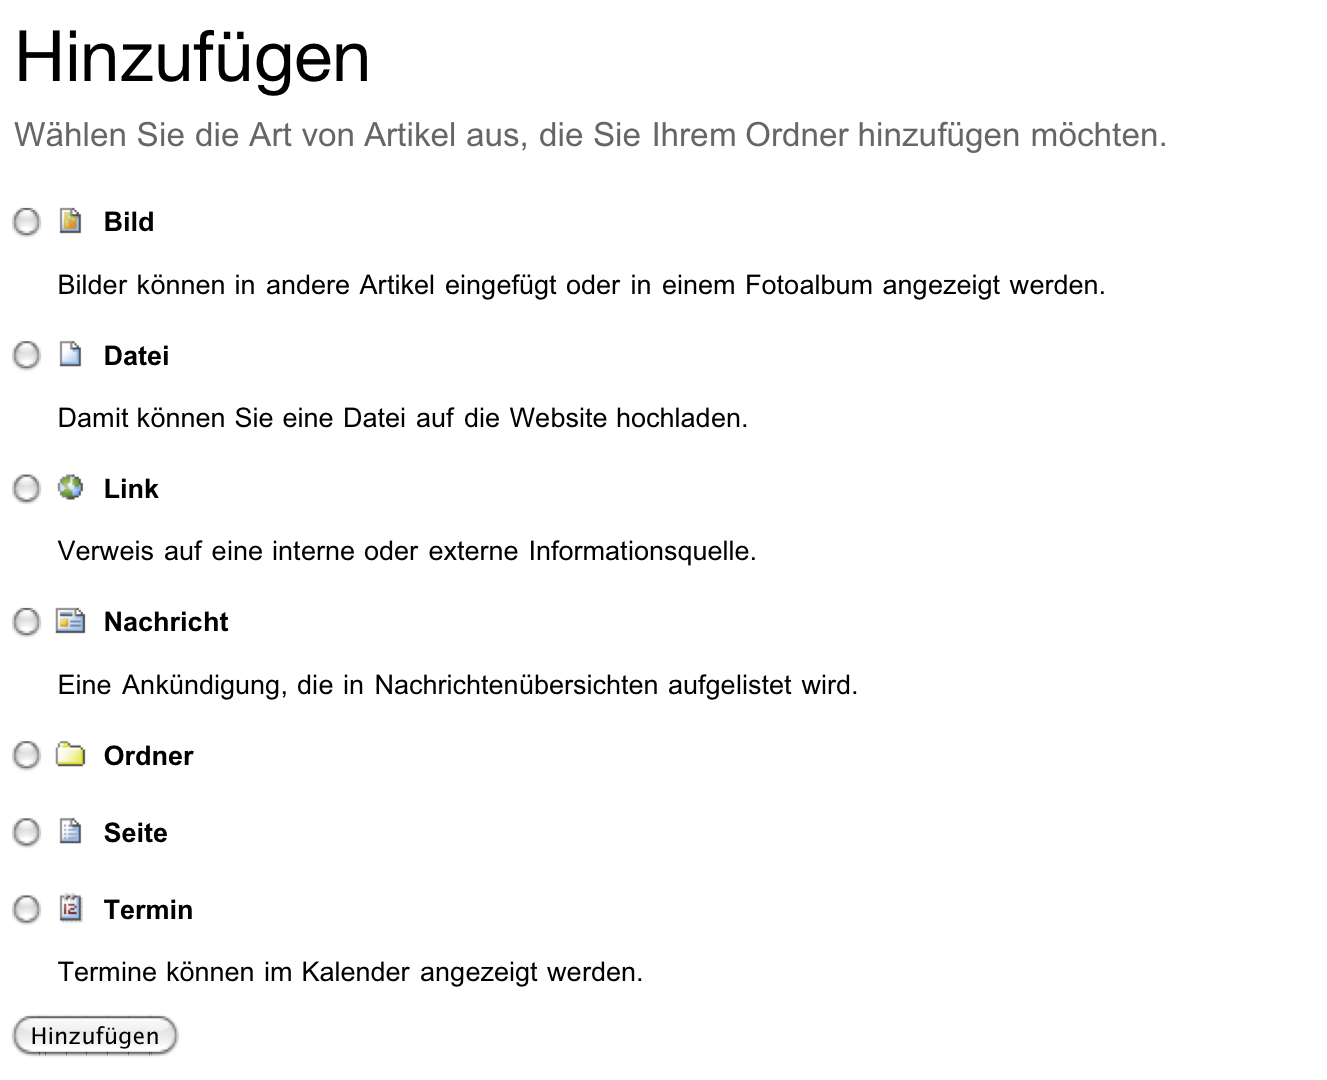 Hinzufügen
Wählen Sie die Art von Artikel aus, die Sie Ihrem Ordner hinzufügen möchten.
Bild
Bilder können in andere Artikel eingefügt oder in einem Fotoalbum angezeigt werden.
Datei
Damit können Sie eine Datei auf die Website hochladen.
Link
Verweis auf eine interne oder externe Informationsquelle.
Nachricht
Eine Ankündigung, die in Nachrichtenübersichten aufgelistet wird.
Ordner
Seite
12 Termin
Termine können im Kalender angezeigt werden.
Hinzufügen